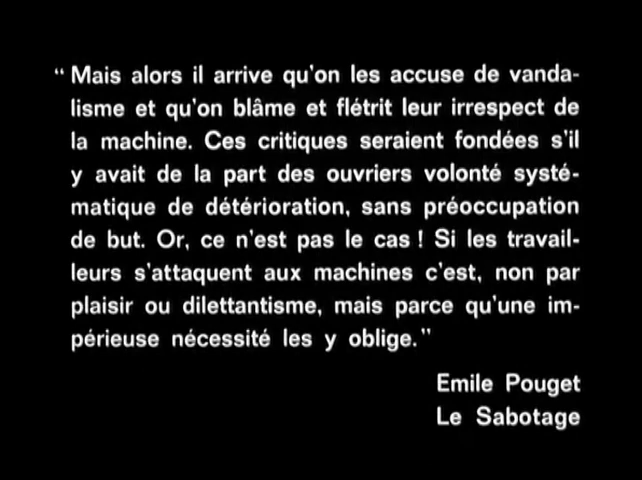 “ Mais alors il arrive qu’on les accuse de vanda-
lisme et qu’on blâme et flétrit leur irrespect de
la machine. Ces critiques seraient fondées s’il
y avait de la part des ouvriers volonté systé-
matique de détérioration, sans préoccupation
de but. Or, ce n’est pas le cas ! Si les travail-
leurs s’attaquent aux machines c’est, non par
plaisir ou dilettantisme, mais parce qu’une im-
périeuse nécessité les y oblige.”
Emile Pouget
Le Sabotage